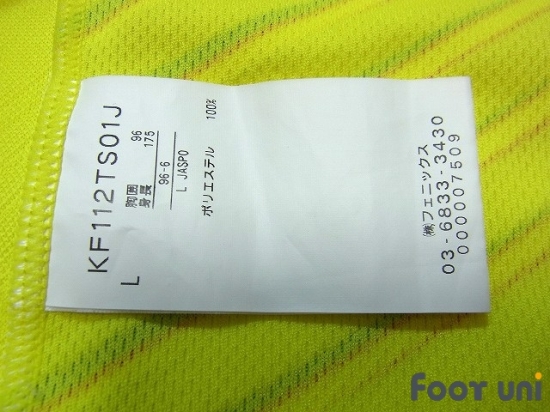 KF112TS01J
L
胸囲 96
身長 175
96-6
L JASPO
ポリエステル 100%
㈱フェニックス
03-6833-3430
0000007509
FOOT UNI